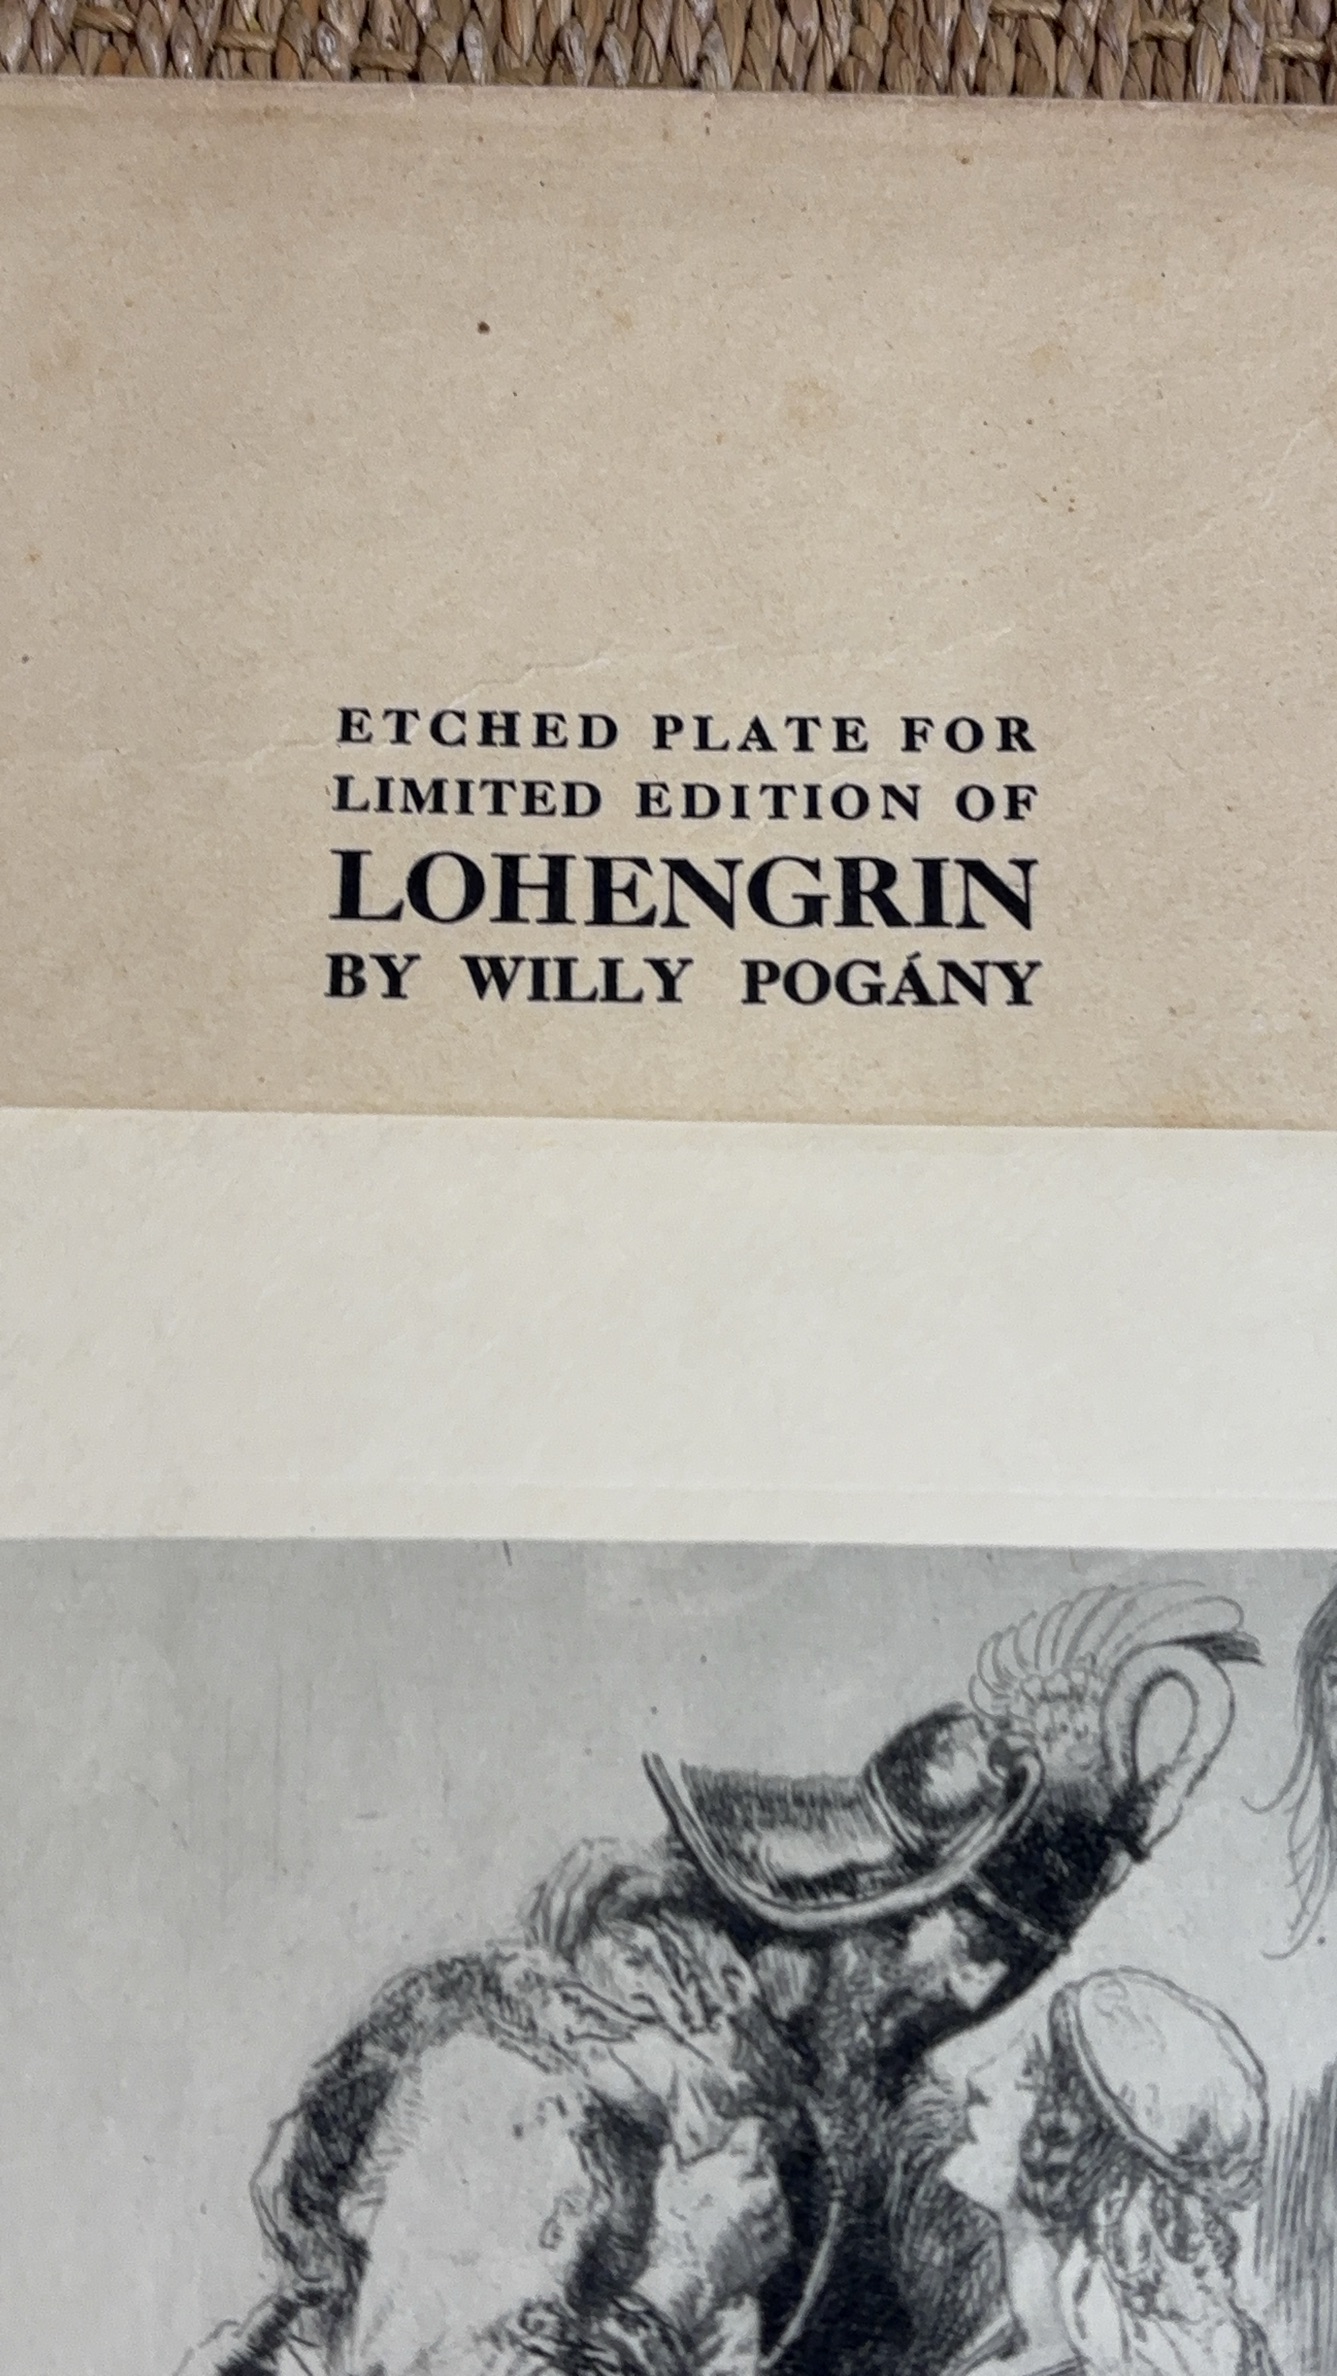 ETCHED PLATE FOR
LIMITED EDITION OF
LOHENGRIN
BY WILLY POGÁNY